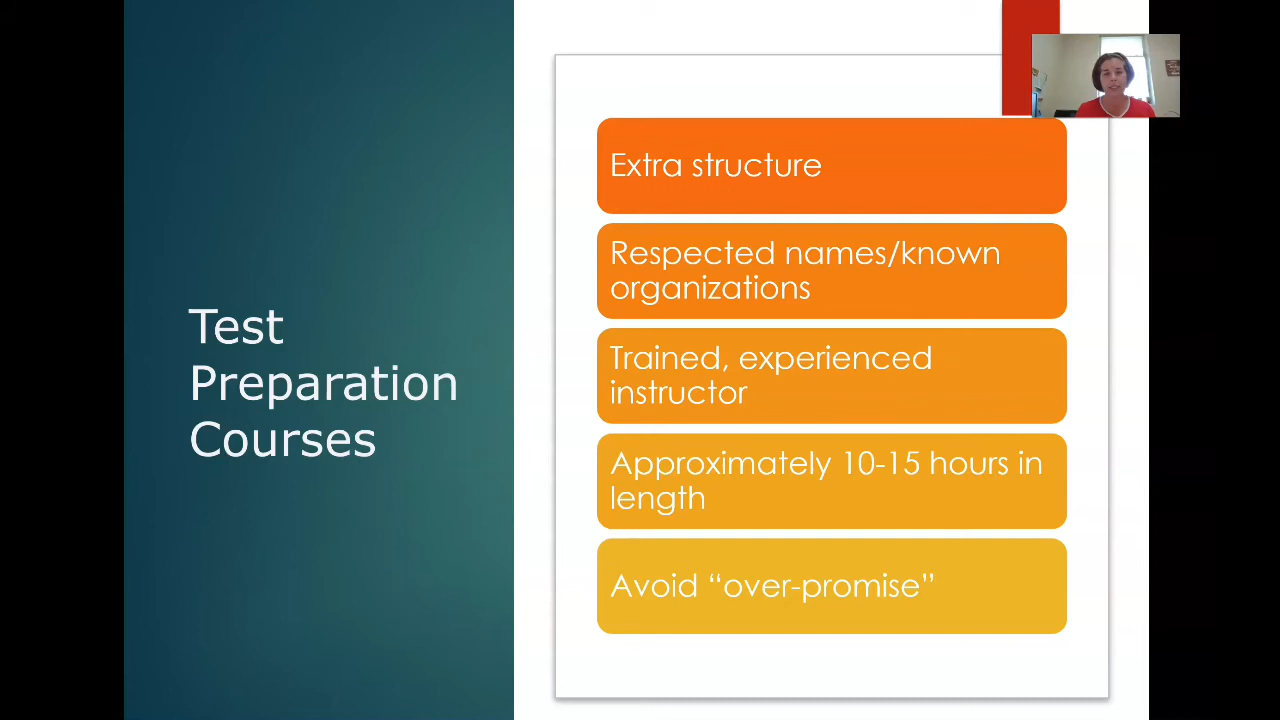 Test
Preparation
Courses
Extra structure
Respected names/known
organizations
Trained, experienced
instructor
Approximately 10-15 hours in
length
Avoid “over-promise”